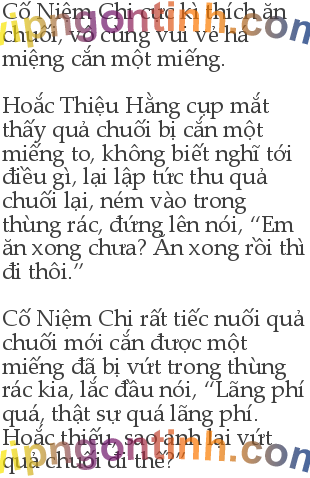 Cố Niệm Chi cực kì thích ăn
chuối, vô cùng vui vẻ há
miệng cắn một miếng.
Hoắc Thiệu Hằng cụp mắt
thấy quả chuối bị cắn một
miếng to, không biết nghĩ tới
điều gì, lại lập tức thu quả
chuối lại, ném vào trong
thùng rác, đứng lên nói, “Em
ăn xong chưa? Ăn xong rồi thì
đi thôi.”
Cố Niệm Chi rất tiếc nuối quả
chuối mới cắn được một
miếng đã bị vứt trong thùng
rác kia, lắc đầu nói, “Lãng phí
quá, thật sự quá lãng phí.
Hoắc thiếu, sao anh lại vứt
quả chuối đi thế?”
vipngontinh.com
vipngontinh.com